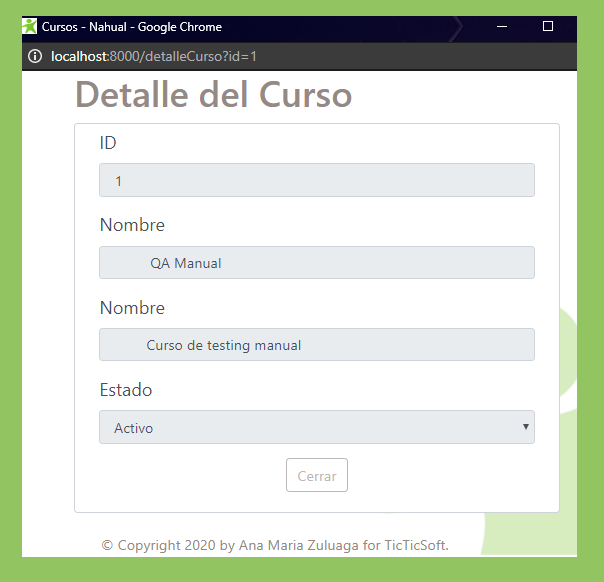 Cursos - Nahual - Google Chrome
localhost:8000/detalleCurso?id=1
Detalle del Curso
ID
1
Nombre
QA Manual
Nombre
Curso de testing manual
Estado
Activo
Cerrar
© Copyright 2020 by Ana Maria Zuluaga for TicTicSoft.